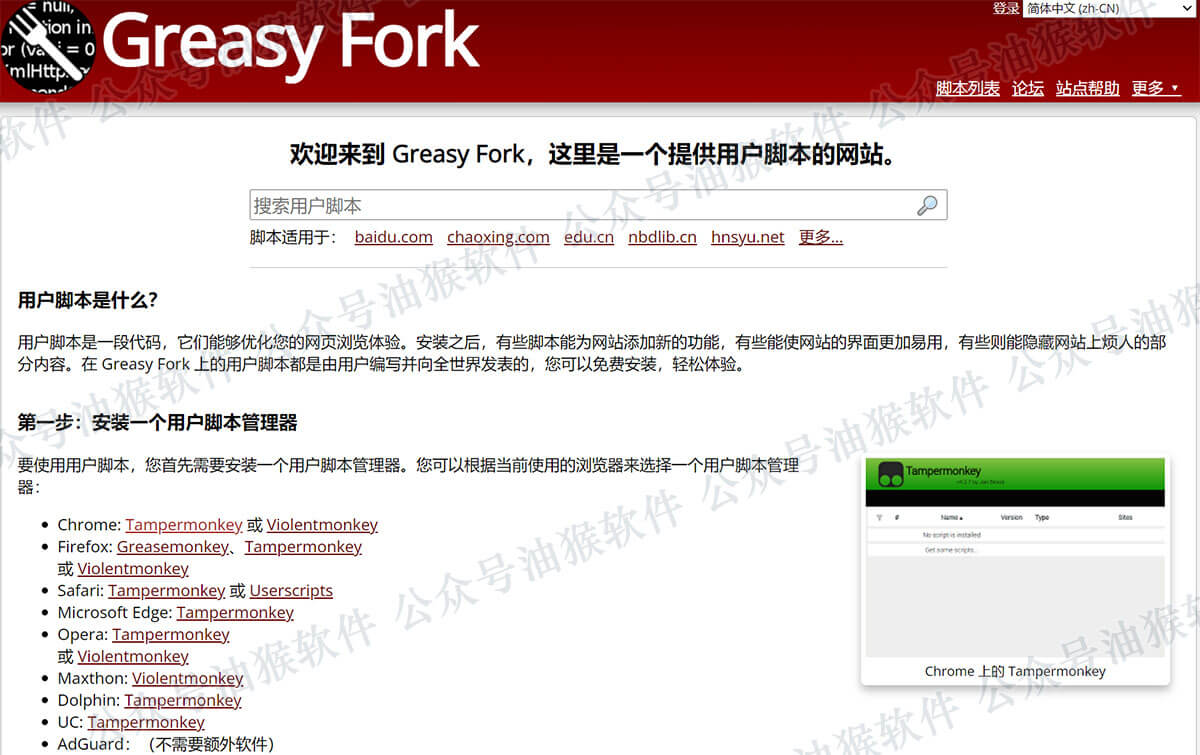 = null,
ion in
or (va i = 0
mlHttp
Greasy Fork
登录 简体中文 (zh-CN)
脚本列表 论坛 站点帮助 更多 ▼
欢迎来到 Greasy Fork，这里是一个提供用户脚本的网站。
搜索用户脚本
脚本适用于： baidu.com chaoxing.com edu.cn nbdlib.cn hnsyu.net 更多...
用户脚本是什么？
用户脚本是一段代码，它们能够优化您的网页浏览体验。安装之后，有些脚本能为网站添加新的功能，有些能使网站的界面更加易用，有些则能隐藏网站上烦人的部
分内容。在 Greasy Fork 上的用户脚本都是由用户编写并向全世界发表的，您可以免费安装，轻松体验。
第一步：安装一个用户脚本管理器
要使用用户脚本，您首先需要安装一个用户脚本管理器。您可以根据当前使用的浏览器来选择一个用户脚本管理
器：
Chrome: Tampermonkey 或 Violentmonkey
Firefox: Greasemonkey、Tampermonkey
或 Violentmonkey
Safari: Tampermonkey 或 Userscripts
Microsoft Edge: Tampermonkey
Opera: Tampermonkey
或 Violentmonkey
Maxthon: Violentmonkey
Dolphin: Tampermonkey
UC: Tampermonkey
AdGuard： （不需要额外软件）
Tampermonkey
# Name▲ Version Type Sites
No script is installed
Get some scripts...
Chrome 上的 Tampermonkey
公众号油猴软件